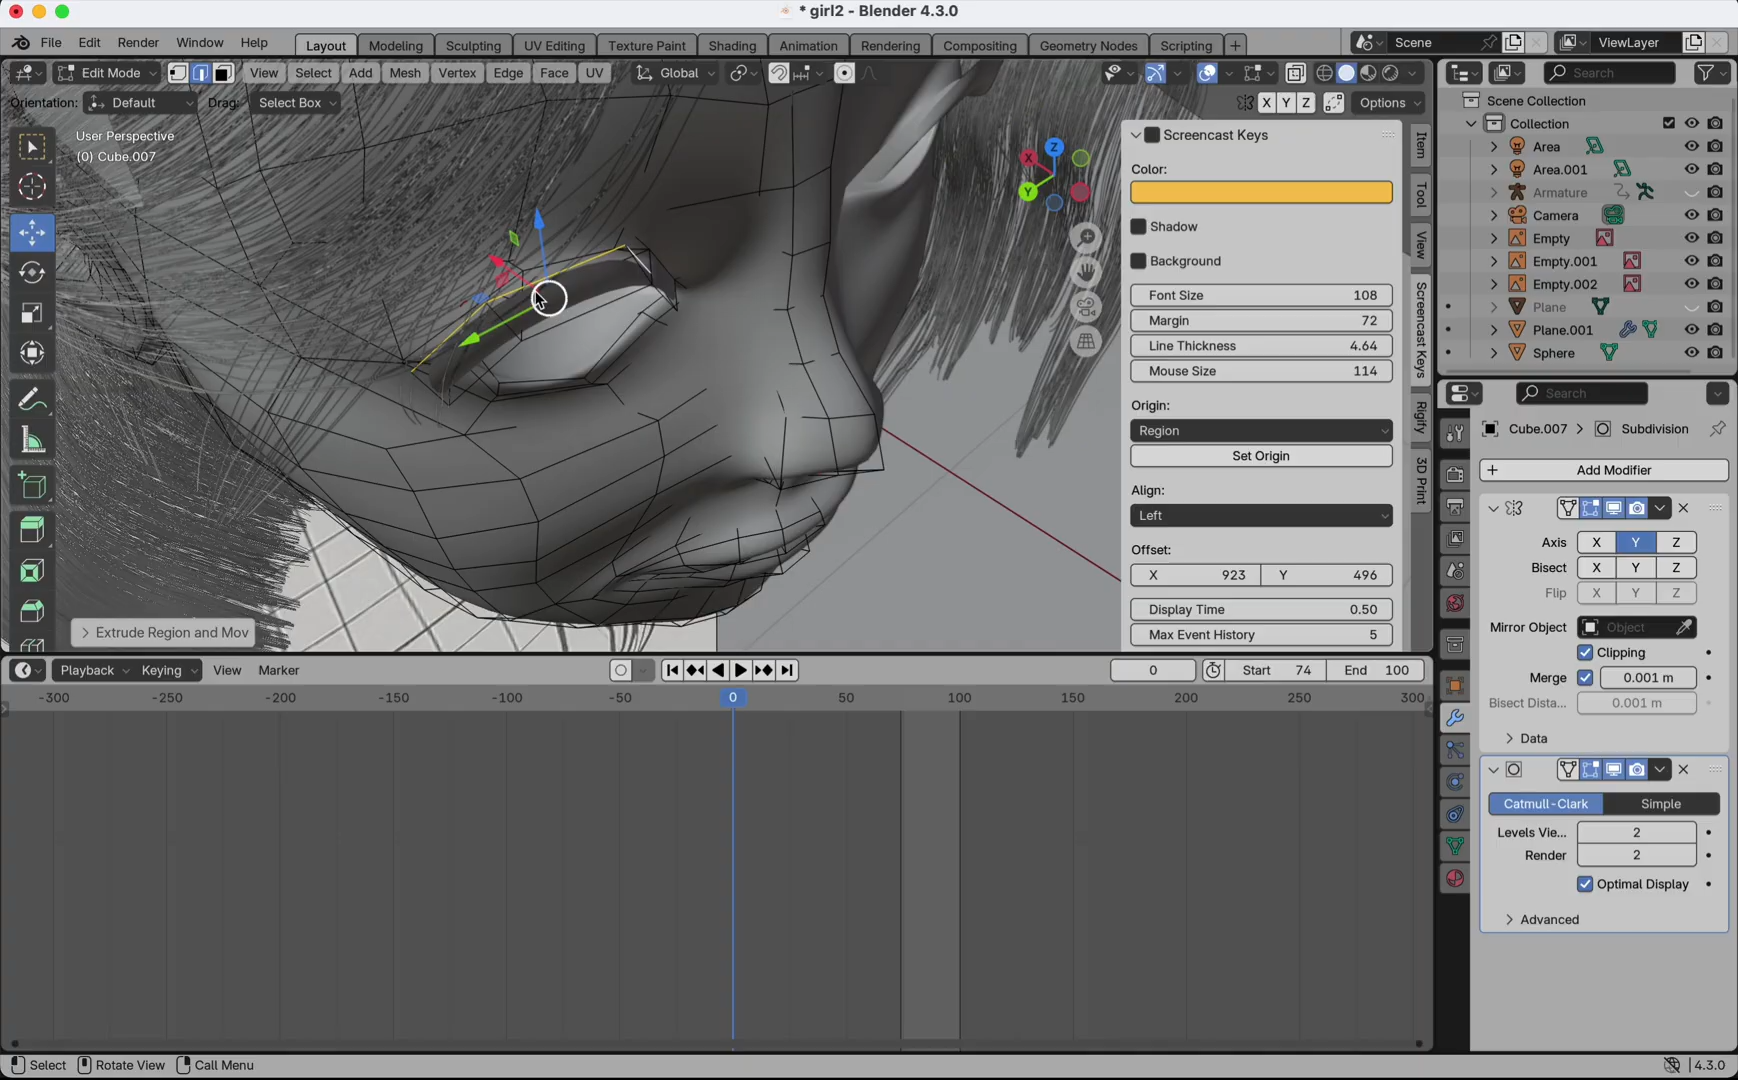 * girl2 - Blender 4.3.0
File Edit Render Window Help Layout Modeling Sculpting UV Editing Texture Paint Shading Animation Rendering Compositing Geometry Nodes Scripting + Scene ViewLayer
Edit Mode View Select Add Mesh Vertex Edge Face UV Global Search
Orientation: Default Drag: Select Box X Y Z Options
User Perspective
(0) Cube.007
X Y Z
Extrude Region and Mov
Screencast Keys
Color:
Shadow
Background
Font Size 108
Margin 72
Line Thickness 4.64
Mouse Size 114
Origin:
Region
Set Origin
Align:
Left
Offset:
X 923 Y 496
Display Time 0.50
Max Event History 5
Item
Tool
View
Screencast Keys
Rigify
3D Print
Scene Collection
Collection
Area
Area.001
Armature
Camera
Empty
Empty.001
Empty.002
Plane
Plane.001
Sphere
Search
Cube.007 > Subdivision
+ Add Modifier
Axis X Y Z
Bisect X Y Z
Flip X Y Z
Mirror Object Object
Clipping
Merge 0.001 m
Bisect Dista... 0.001 m
Data
Catmull-Clark Simple
Levels Vie... 2
Render 2
Optimal Display
Advanced
Playback Keying View Marker 0 Start 74 End 100
-300 -250 -200 -150 -100 -50 0 50 100 150 200 250 300
Select Rotate View Call Menu 4.3.0